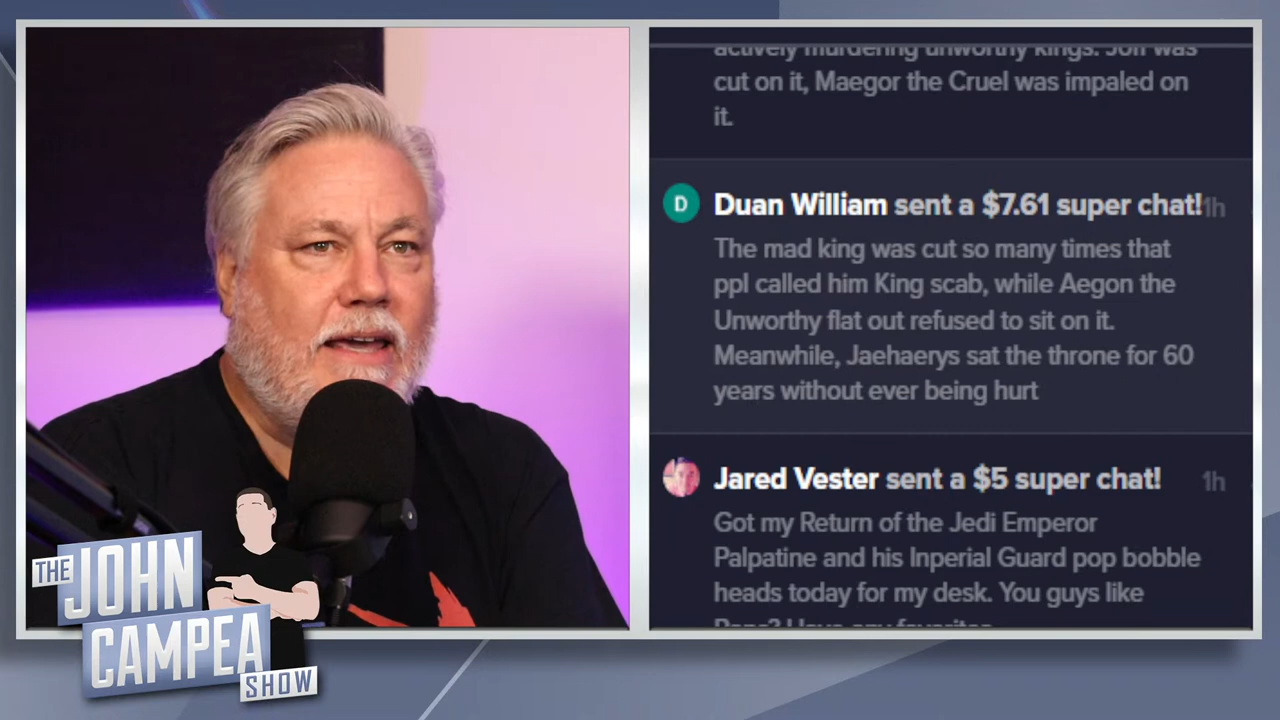 actively murdering unworthy kings. Joff was
cut on it, Maegor the Cruel was impaled on
it.
D
Duan William sent a $7.61 super chat! 1h
The mad king was cut so many times that
ppl called him King scab, while Aegon the
Unworthy flat out refused to sit on it.
Meanwhile, Jaehaerys sat the throne for 60
years without ever being hurt
Jared Vester sent a $5 super chat! 1h
Got my Return of the Jedi Emperor
Palpatine and his Inperial Guard pop bobble
heads today for my desk. You guys like
Pops? Have any favorites
THE
JOHN
CAMPEA
SHOW